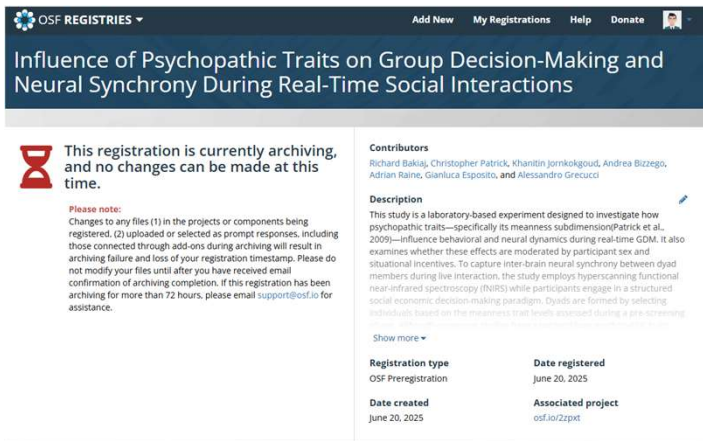 OSF REGISTRIES
Add New My Registrations Help Donate
Influence of Psychopathic Traits on Group Decision-Making and
Neural Synchrony During Real-Time Social Interactions
This registration is currently archiving,
and no changes can be made at this
time.
Please note:
Changes to any files (1) in the projects or components being
registered, (2) uploaded or selected as prompt responses, including
those connected through add-ons during archiving will result in
archiving failure and loss of your registration timestamp. Please do
not modify your files until after you have received email
confirmation of archiving completion. If this registration has been
archiving for more than 72 hours, please email support@osf.io for
assistance.
Contributors
Richard Bakiaj, Christopher Patrick, Khanitin Jornkokgoud, Andrea Bizzego,
Adrian Raine, Gianluca Esposito, and Alessandro Grecucci
Description
This study is a laboratory-based experiment designed to investigate how
psychopathic traits—specifically its meanness subdimension(Patrick et al.,
2009)—influence behavioral and neural dynamics during real-time GDM. It also
examines whether these effects are moderated by participant sex and
situational incentives. To capture inter-brain neural synchrony between dyad
members during live interaction, the study employs hyperscanning functional
near-infrared spectroscopy (fNIRS) while participants engage in a structured
social economic decision-making paradigm. Dyads are formed by selecting
individuals based on the meanness trait levels assessed during a pre-screening
Show more
Registration type
OSF Preregistration
Date registered
June 20, 2025
Date created
June 20, 2025
Associated project
osf.io/2zpxt